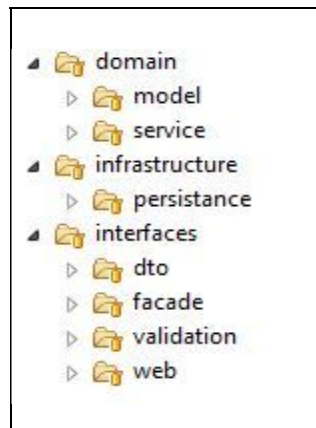 domain
model
service
infrastructure
persistance
interfaces
dto
facade
validation
web